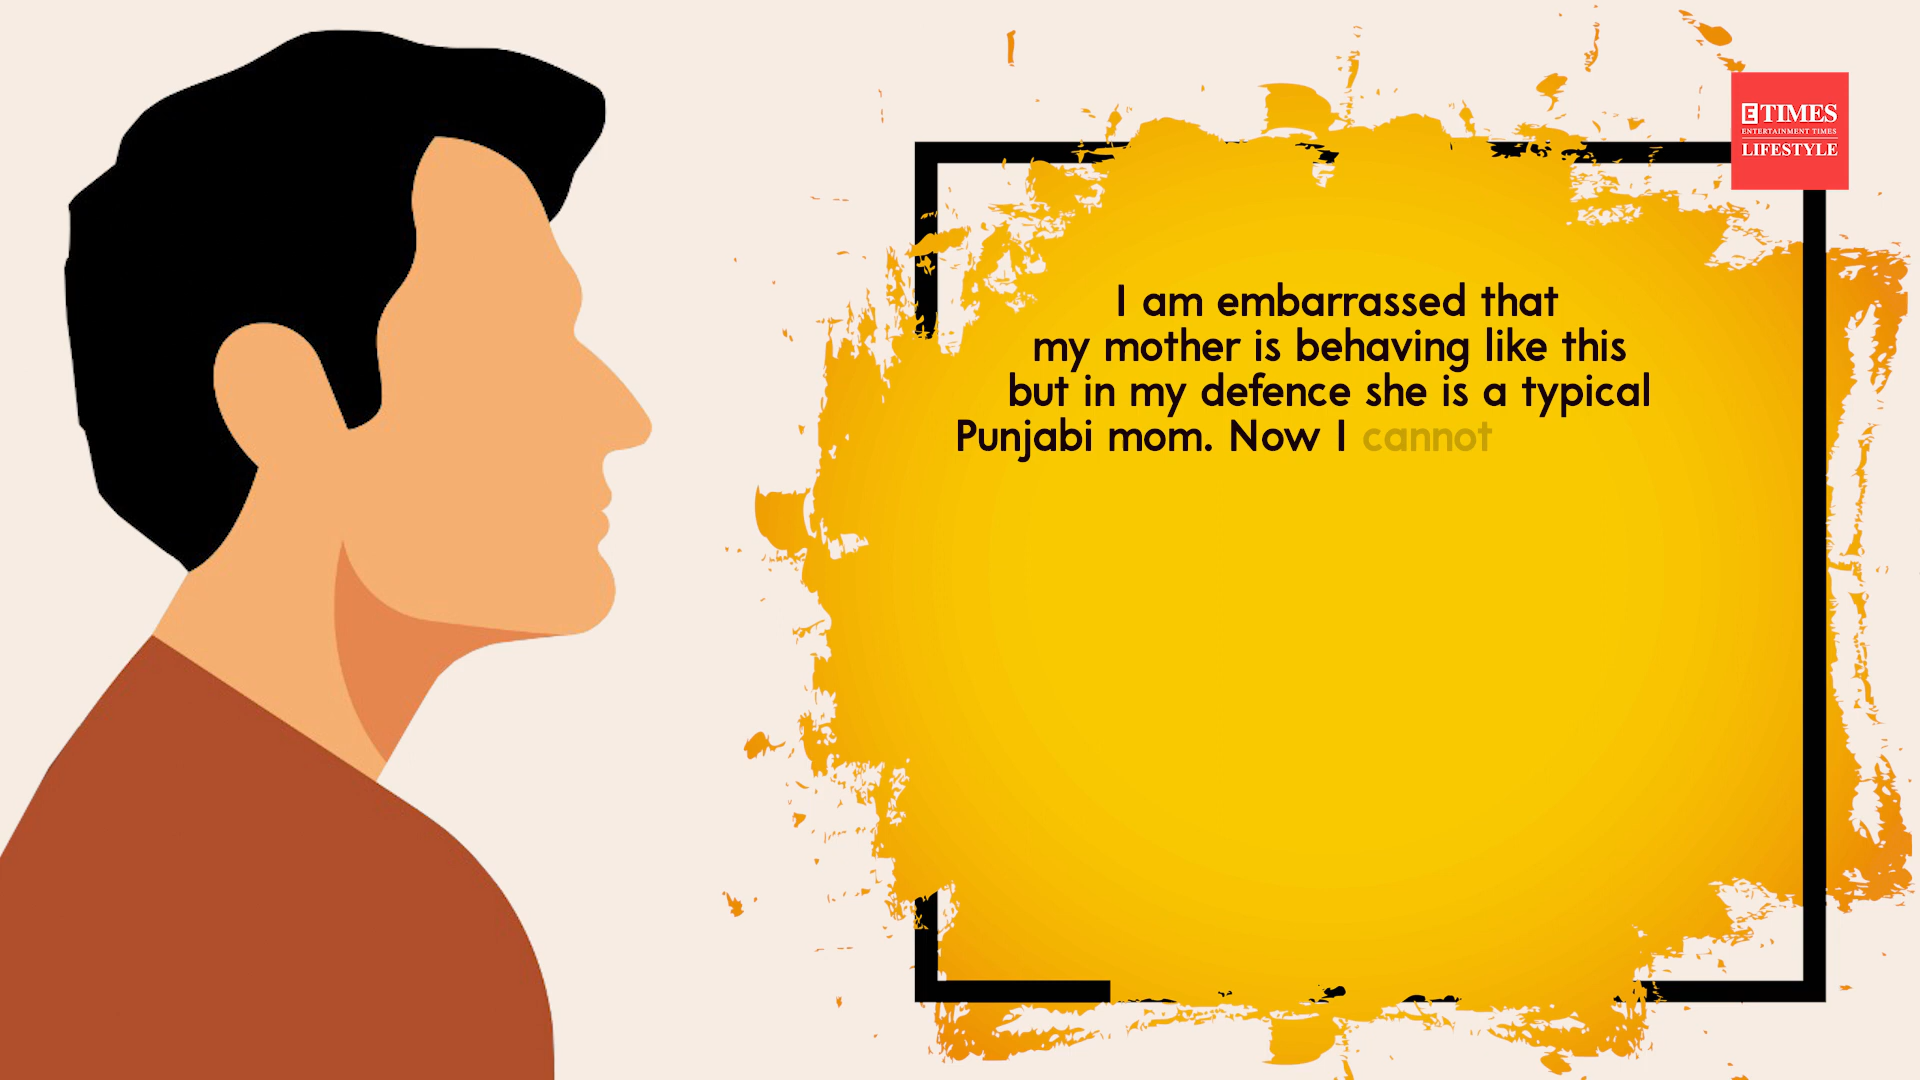 ETIMES
ENTERTAINMENT TIMES
LIFESTYLE
I am embarrassed that
my mother is behaving like this
but in my defence she is a typical
Punjabi mom. Now I cannot